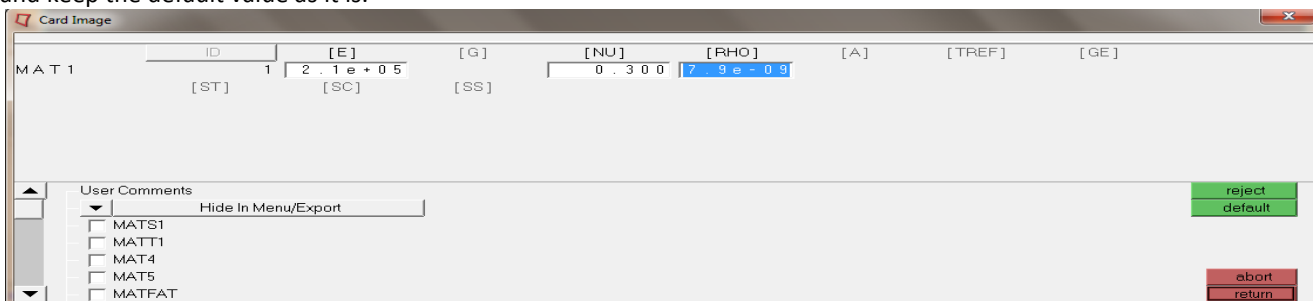 and keep the default value as it is.
Card Image
ID [E] [G] [NU] [RHO] [A] [TREF] [GE]
MAT1 1 2.1e+05 0.300 7.9e-09
[ST] [SC] [SS]
User Comments
Hide In Menu/Export
MATS1
MATT1
MAT4
MAT5
MATFAT
reject
default
abort
return